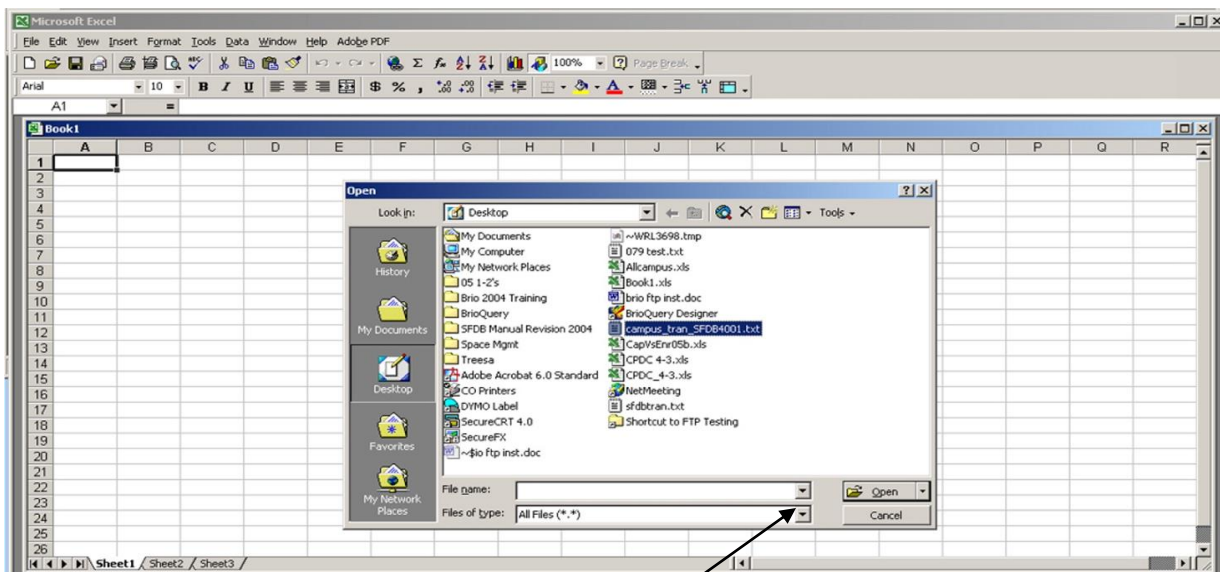 Microsoft Excel
File Edit View Insert Format Tools Data Window Help Adobe PDF
100% Page Break
Arial 10 B I U $ % ,
A1 =
Book1
A B C D E F G H I J K L M N O P Q R
1
2
3
4
5
6
7
8
9
10
11
12
13
14
15
16
17
18
19
20
21
22
23
24
25
26
Open
Look in: Desktop Tools
History
My Documents
Desktop
Favorites
My Network
Places
My Documents
My Computer
My Network Places
05 1-2's
Brio 2004 Training
BrioQuery
SFDB Manual Revision 2004
Space Mgmt
Treesa
Adobe Acrobat 6.0 Standard
CO Printers
DYMO Label
SecureCRT 4.0
SecureFX
~$io ftp inst.doc
~WRL3698.tmp
079 test.txt
Allcampus.xls
Book1.xls
brio ftp inst.doc
BrioQuery Designer
campus_tran_SFDB4001.txt
CapVsEnr05b.xls
CPDC 4-3.xls
CPDC_4-3.xls
NetMeeting
sfdbtran.txt
Shortcut to FTP Testing
File name: Open
Files of type: All Files (*.*) Cancel
Sheet1 Sheet2 Sheet3